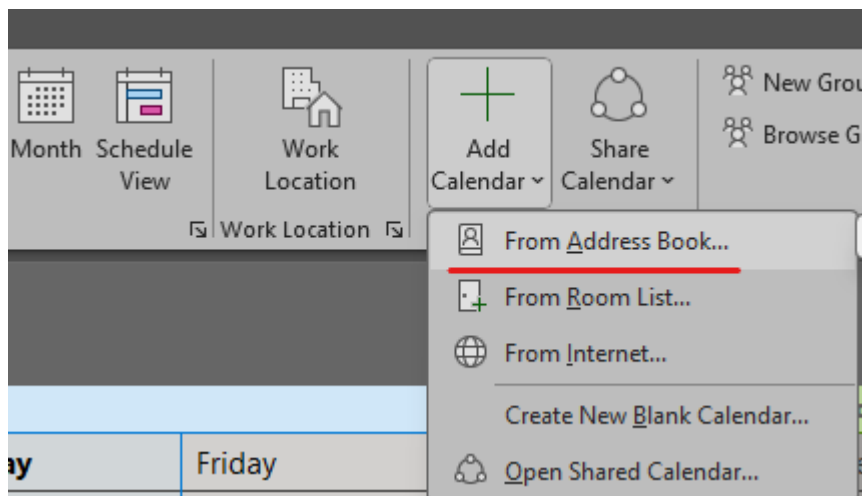 Month
Schedule
View
Work
Location
Add
Calendar
Share
Calendar
New Grou
Browse G
Work Location
From Address Book...
From Room List...
From Internet...
Create New Blank Calendar...
Open Shared Calendar...
ay
Friday